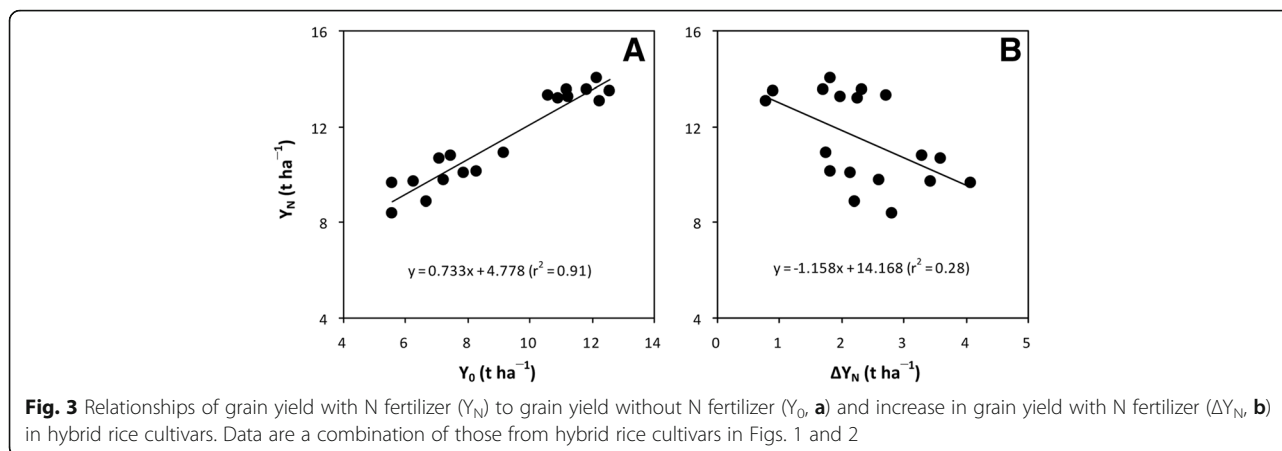 A
16
12
8
4
Y_N (t ha⁻¹)
y=0.733x+4.778 (r²=0.91)
4 6 8 10 12 14
Y₀ (t ha⁻¹)
B
16
12
8
4
y=-1.158x+14.168 (r²=0.28)
0 1 2 3 4 5
ΔY_N (t ha⁻¹)
Fig. 3 Relationships of grain yield with N fertilizer (Y_N) to grain yield without N fertilizer (Y₀, a) and increase in grain yield with N fertilizer (ΔY_N, b)
in hybrid rice cultivars. Data are a combination of those from hybrid rice cultivars in Figs. 1 and 2